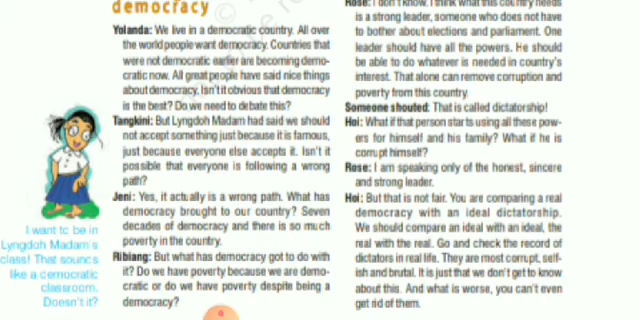 democracy
Yolanda: We live in a democratic country. All over
the world people want democracy. Countries that
were not democratic earlier are becoming demo-
cratic now. All great people have said nice things
about democracy. Isn't it obvious that democracy
is the best? Do we need to debate this?
Tangkini: But Lyngdoh Madam had said we should
not accept something just because it is famous,
just because everyone else accepts it. Isn't it
possible that everyone is following a wrong
path?
Jeni: Yes, it actually is a wrong path. What has
democracy brought to our country? Seven
decades of democracy and there is so much
poverty in the country.
Ribiang: But what has democracy got to do with
it? Do we have poverty because we are demo-
cratic or do we have poverty despite being a
democracy?
I want to be in
Lyngdoh Madam's
class! That sounds
like a democratic
classroom.
Doesn't it?
Rose: I don't know. I think what this country needs
is a strong leader, someone who does not have
to bother about elections and parliament. One
leader should have all the powers. He should
be able to do whatever is needed in country's
interest. That alone can remove corruption and
poverty from this country.
Someone shouted: That is called dictatorship!
Hoi: What if that person starts using all these pow-
ers for himself and his family? What if he is
corrupt himself?
Rose: I am speaking only of the honest, sincere
and strong leader.
Hoi: But that is not fair. You are comparing a real
democracy with an ideal dictatorship.
We should compare an ideal with an ideal, the
real with the real. Go and check the record of
dictators in real life. They are most corrupt, self-
ish and brutal. It is just that we don't get to know
about this. And what is worse, you can't even
get rid of them.